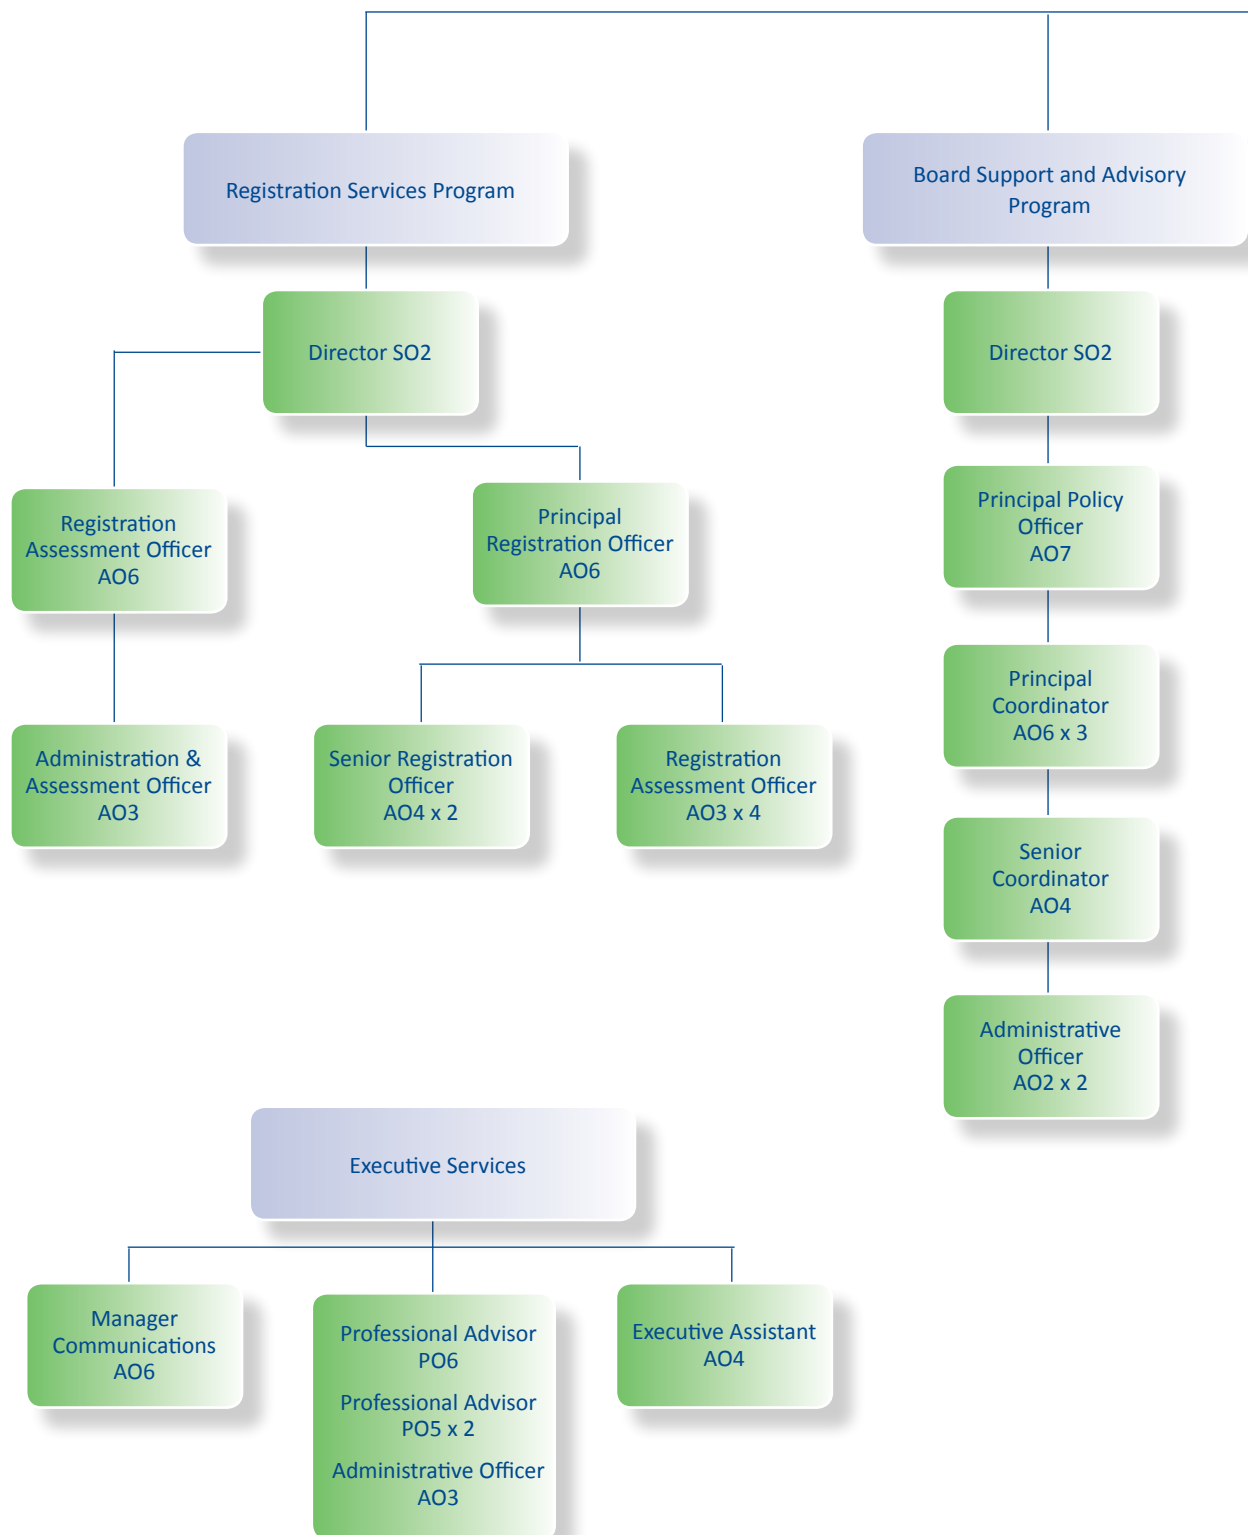 Registration Services Program
Board Support and Advisory
Program
Director SO2
Director SO2
Registration
Assessment Officer
AO6
Principal
Registration Officer
AO6
Principal Policy
Officer
AO7
Principal
Coordinator
AO6 x 3
Administration &
Assessment Officer
AO3
Senior Registration
Officer
AO4 x 2
Registration
Assessment Officer
AO3 x 4
Senior
Coordinator
AO4
Administrative
Officer
AO2 x 2
Executive Services
Manager
Communications
AO6
Professional Advisor
PO6
Professional Advisor
PO5 x 2
Administrative Officer
AO3
Executive Assistant
AO4